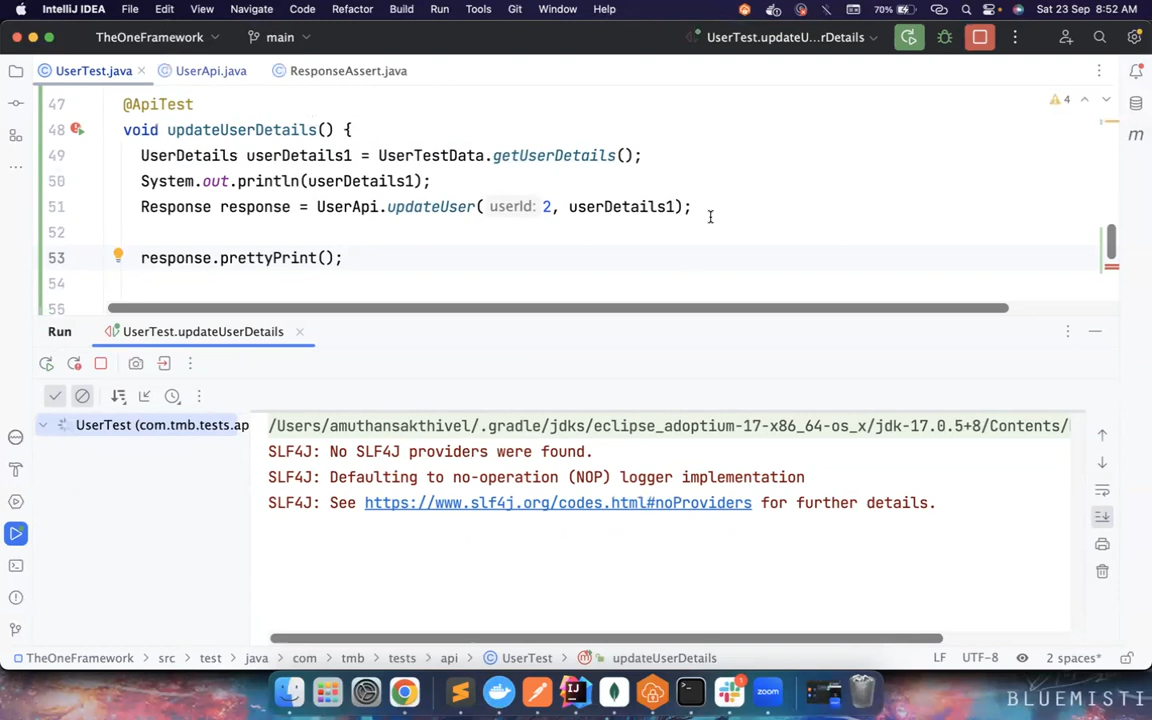 IntelliJ IDEA File Edit View Navigate Code Refactor Build Run Tools Git Window Help 70% Sat 23 Sep 8:52 AM
TheOneFramework main UserTest.updateU...rDetails
UserTest.java UserApi.java ResponseAssert.java
47 @ApiTest 4
48 void updateUserDetails() {
49 UserDetails userDetails1 = UserTestData.getUserDetails();
50 System.out.println(userDetails1);
51 Response response = UserApi.updateUser( userId: 2, userDetails1);
52
53 response.prettyPrint();
54
55
Run UserTest.updateUserDetails
UserTest (com.tmb.tests.ap
/Users/amuthansakthivel/.gradle/jdks/eclipse_adoptium-17-x86_64-os_x/jdk-17.0.5+8/Contents/
SLF4J: No SLF4J providers were found.
SLF4J: Defaulting to no-operation (NOP) logger implementation
SLF4J: See https://www.slf4j.org/codes.html#noProviders for further details.
TheOneFramework > src > test > java > com > tmb > tests > api > UserTest > updateUserDetails LF UTF-8 2 spaces*
BLUEMISTI